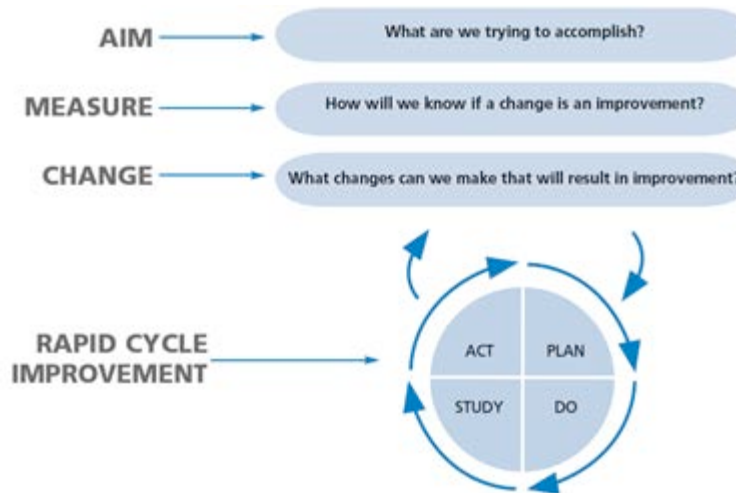 AIM
What are we trying to accomplish?
MEASURE
How will we know if a change is an improvement?
CHANGE
What changes can we make that will result in improvement?
RAPID CYCLE
IMPROVEMENT
ACT
PLAN
STUDY
DO